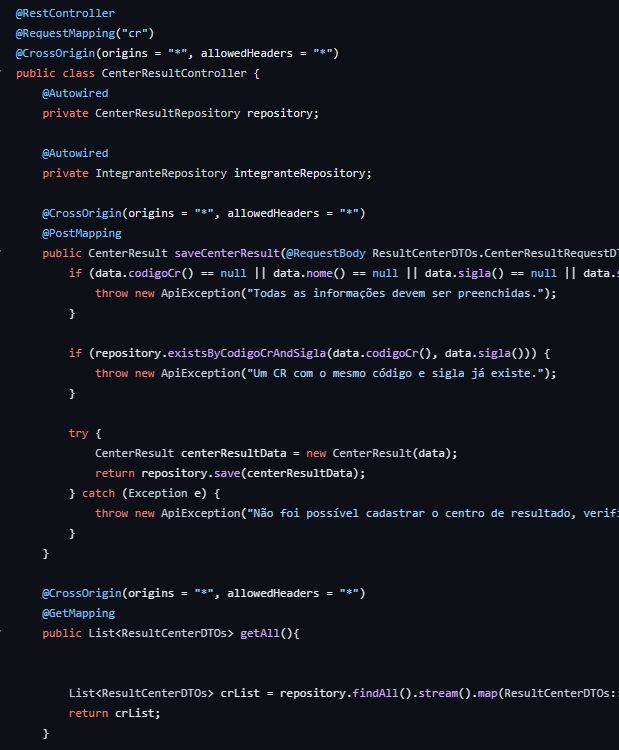 @RestController
@RequestMapping("cr")
@CrossOrigin(origins = "*", allowedHeaders = "*")
public class CenterResultController {
    @Autowired
    private CenterResultRepository repository;

    @Autowired
    private IntegranteRepository integranteRepository;

    @CrossOrigin(origins = "*", allowedHeaders = "*")
    @PostMapping
    public CenterResult saveCenterResult(@RequestBody ResultCenterDTOs.CenterResultRequestDT
        if (data.codigoCr() == null || data.nome() == null || data.sigla() == null || data.s
            throw new ApiException("Todas as informações devem ser preenchidas.");
        }

        if (repository.existsByCodigoCrAndSigla(data.codigoCr(), data.sigla())) {
            throw new ApiException("Um CR com o mesmo código e sigla já existe.");
        }

        try {
            CenterResult centerResultData = new CenterResult(data);
            return repository.save(centerResultData);
        } catch (Exception e) {
            throw new ApiException("Não foi possível cadastrar o centro de resultado, verifi
        }
    }

    @CrossOrigin(origins = "*", allowedHeaders = "*")
    @GetMapping
    public List<ResultCenterDTOs> getAll(){


        List<ResultCenterDTOs> crList = repository.findAll().stream().map(ResultCenterDTOs::
        return crList;
    }